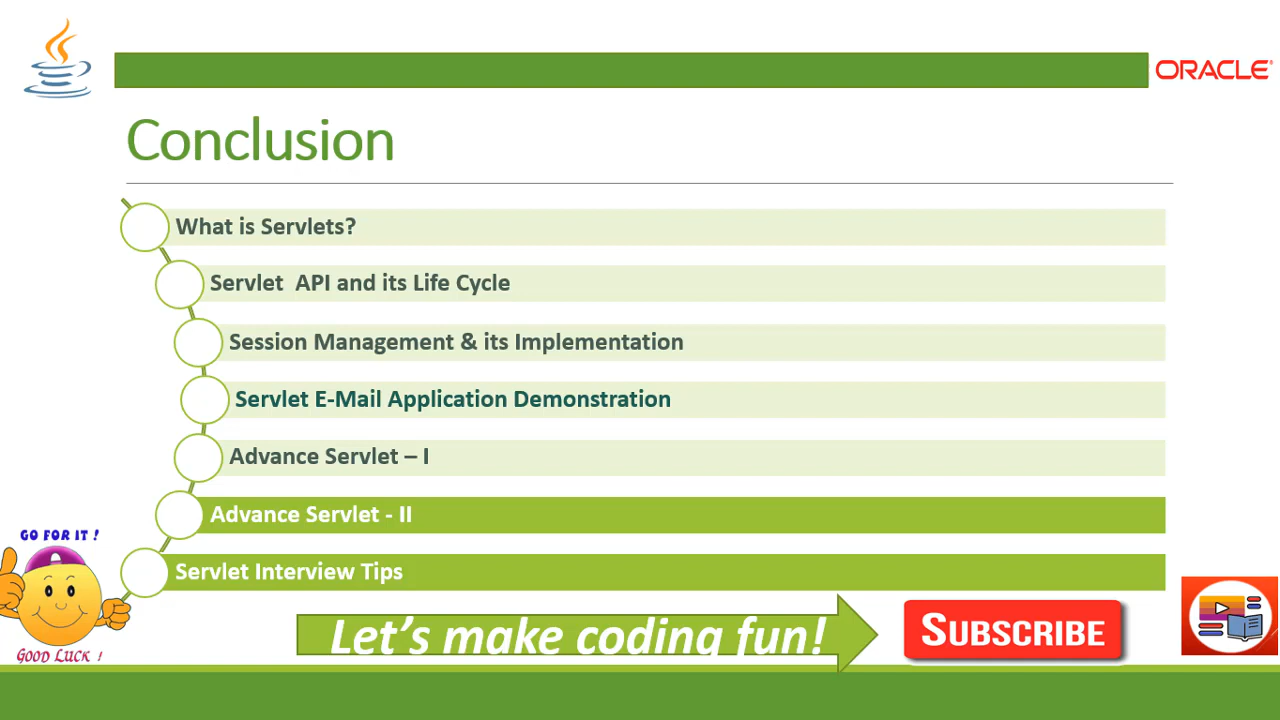 ORACLE
Conclusion
What is Servlets?
Servlet API and its Life Cycle
Session Management & its Implementation
Servlet E-Mail Application Demonstration
Advance Servlet – I
Advance Servlet - II
Servlet Interview Tips
GO FOR IT !
GOOD LUCK !
Let's make coding fun!
SUBSCRIBE